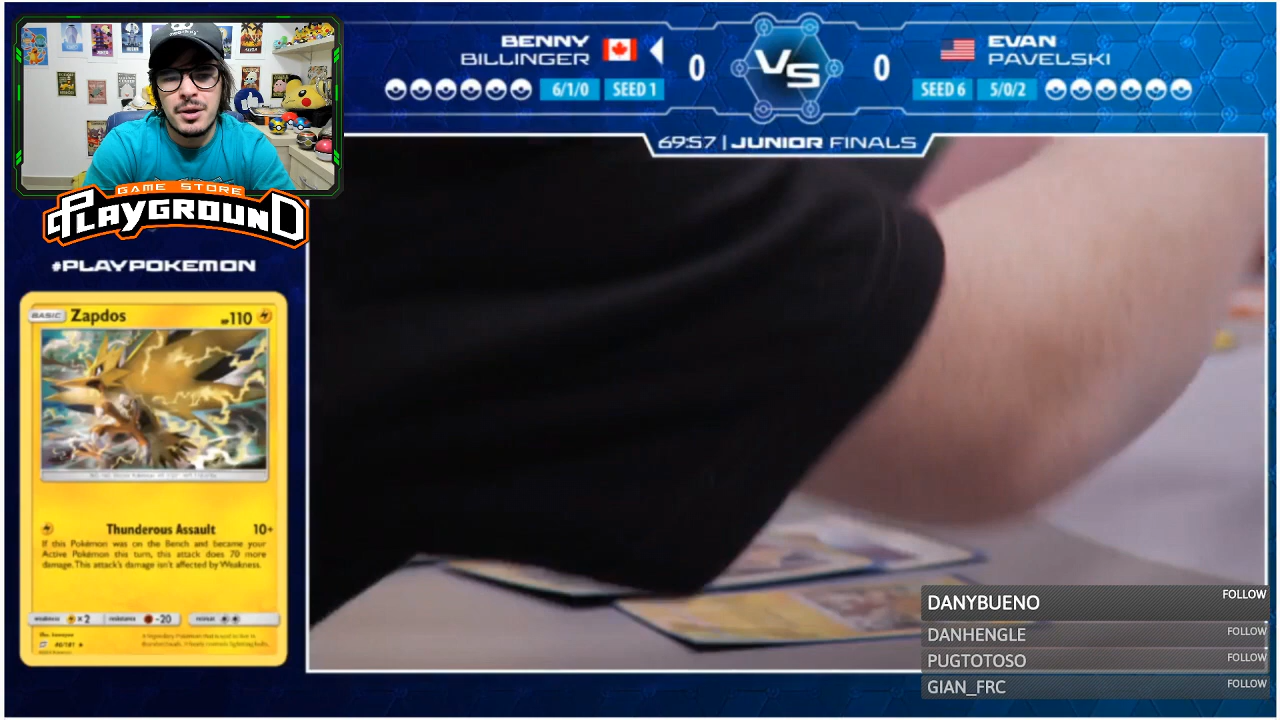 BENNY
BILLINGER
6/1/0
SEED 1
0
VS
0
EVAN
PAVELSKI
SEED 6
5/0/2
69:57 | JUNIOR FINALS
GAME STORE
PLAYGROUND
#PLAYPOKEMON
BASIC Zapdos HP110
Thunderous Assault 10+
If this Pokémon was on the Bench and became your
Active Pokémon this turn, this attack does 70 more
damage. This attack's damage isn't affected by Weakness.
weakness ×2 resistance -20 retreat
DANYBUENO FOLLOW
DANHENGLE FOLLOW
PUGTOTOSO FOLLOW
GIAN_FRC FOLLOW